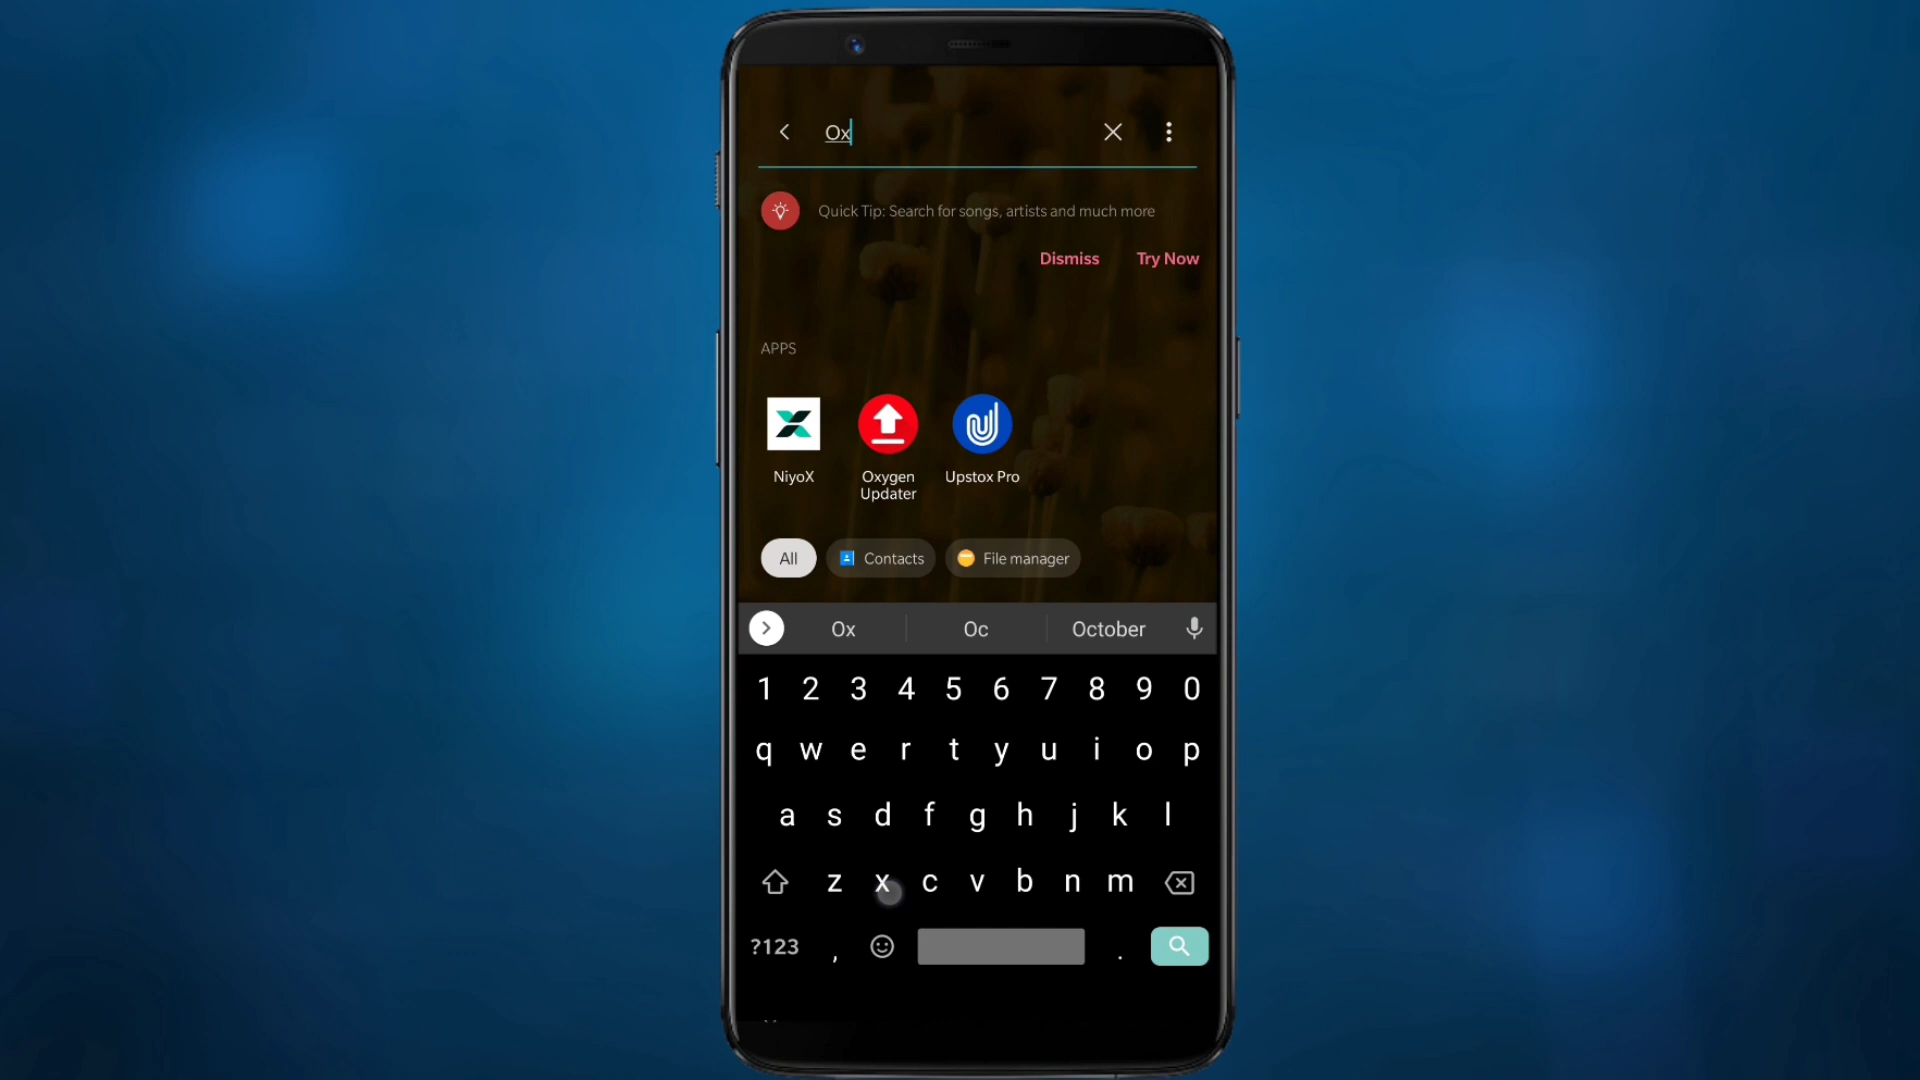 Ox
Quick Tip: Search for songs, artists and much more
Dismiss Try Now
APPS
NiyoX
Oxygen
Updater
Upstox Pro
All Contacts File manager
Ox Oc October
1 2 3 4 5 6 7 8 9 0
q w e r t y u i o p
a s d f g h j k l
z x c v b n m
?123 , .